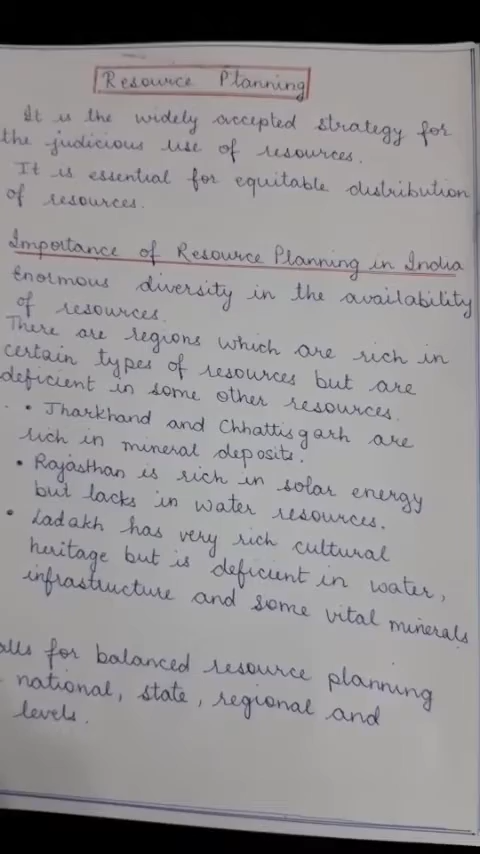 Resource Planning
It is the widely accepted strategy for
the judicious use of resources.
It is essential for equitable distribution
of resources.
Importance of Resource Planning in India
Enormous diversity in the availability
of resources.
There are regions which are rich in
certain types of resources but are
deficient in some other resources.
• Jharkhand and Chhattisgarh are
rich in mineral deposits.
• Rajasthan is rich in solar energy
but lacks in water resources.
• Ladakh has very rich cultural
heritage but is deficient in water,
infrastructure and some vital minerals
for balanced resource planning
national, state, regional and
levels.